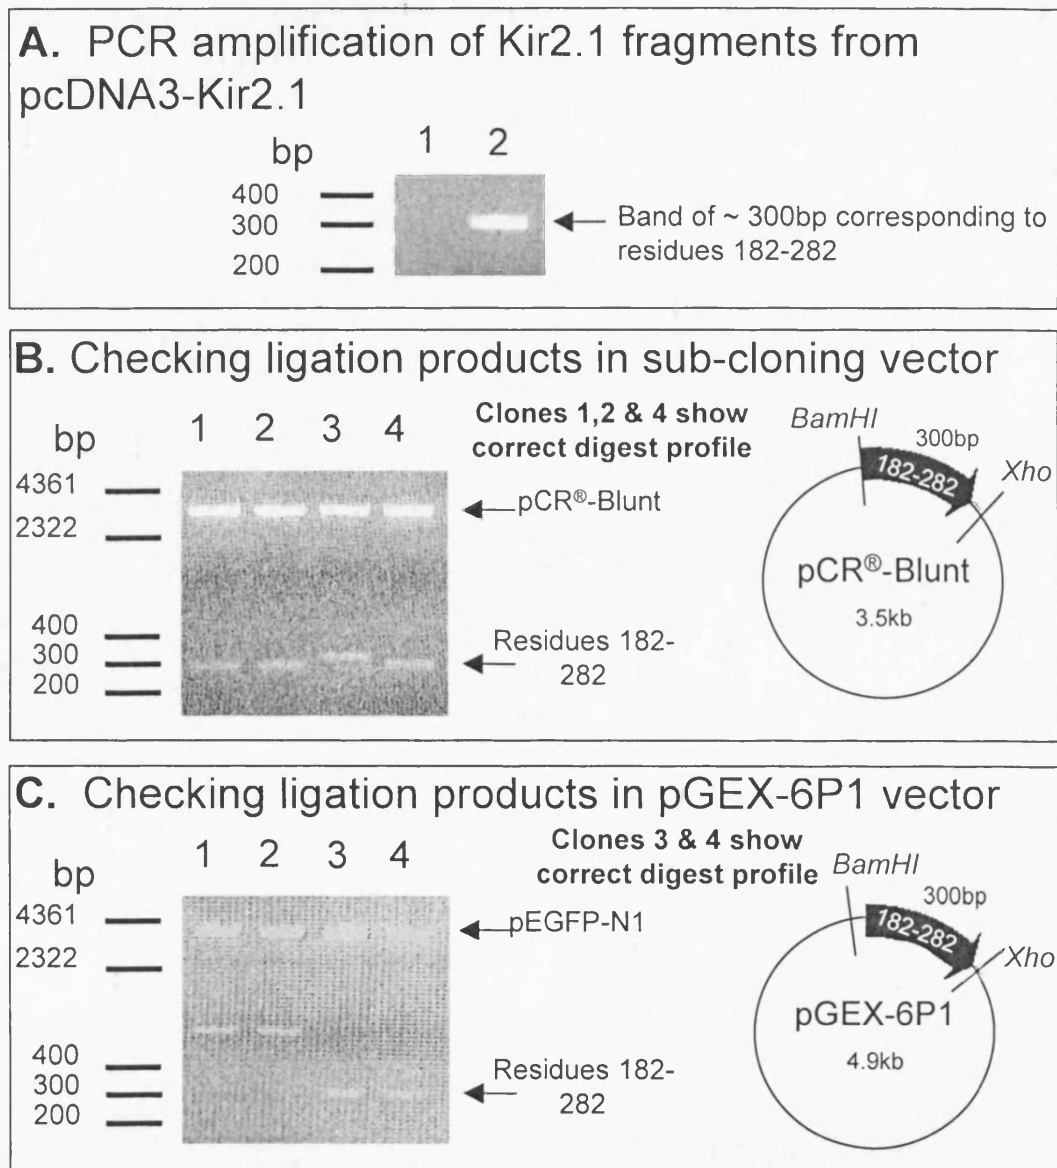 A. PCR amplification of Kir2.1 fragments from
pcDNA3-Kir2.1
bp
1 2
400
300
200
Band of ~ 300bp corresponding to
residues 182-282
B. Checking ligation products in sub-cloning vector
bp
1 2 3 4
Clones 1,2 & 4 show
correct digest profile
4361
2322
400
300
200
pCR®-Blunt
Residues 182-
282
BamHI
300bp
182-282
Xho
pCR®-Blunt
3.5kb
C. Checking ligation products in pGEX-6P1 vector
bp
1 2 3 4
Clones 3 & 4 show
correct digest profile
4361
2322
400
300
200
pEGFP-N1
Residues 182-
282
BamHI
300bp
182-282
Xho
pGEX-6P1
4.9kb